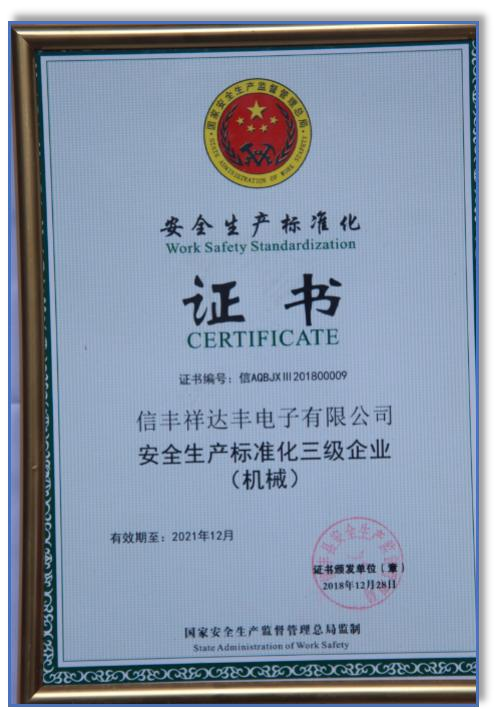 国家安全生产监督管理总局
STATE ADMINISTRATION OF WORK SAFETY
安全生产标准化
Work Safety Standardization
证书
CERTIFICATE
证书编号：信AQBJXⅢ201800009
信丰祥达丰电子有限公司
安全生产标准化三级企业
（机械）
有效期至：2021年12月
证书颁发单位（章）
2018年12月28日
国家安全生产监督管理总局监制
State Administration of Work Safety